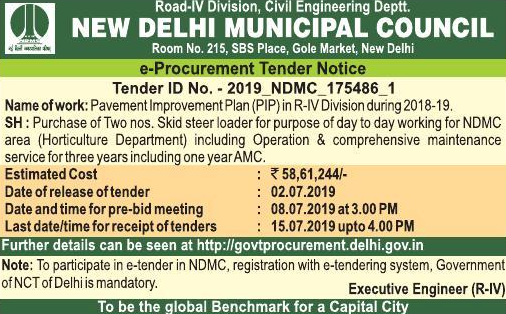 Road-IV Division, Civil Engineering Deptt.
NEW DELHI MUNICIPAL COUNCIL
Room No. 215, SBS Place, Gole Market, New Delhi
e-Procurement Tender Notice
Tender ID No. - 2019_NDMC_175486_1
Name of work: Pavement Improvement Plan (PIP) in R-IV Division during 2018-19.
SH : Purchase of Two nos. Skid steer loader for purpose of day to day working for NDMC
area (Horticulture Department) including Operation & comprehensive maintenance
service for three years including one year AMC.
Estimated Cost : ₹ 58,61,244/-
Date of release of tender : 02.07.2019
Date and time for pre-bid meeting : 08.07.2019 at 3.00 PM
Last date/time for receipt of tenders : 15.07.2019 upto 4.00 PM
Further details can be seen at http://govtprocurement.delhi.gov.in
Note: To participate in e-tender in NDMC, registration with e-tendering system, Government
of NCT of Delhi is mandatory.
Executive Engineer (R-IV)
To be the global Benchmark for a Capital City